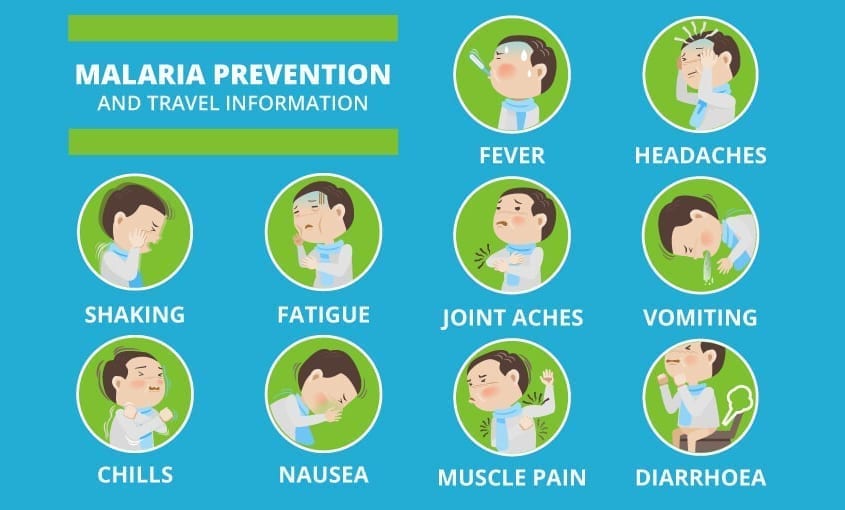 MALARIA PREVENTION
AND TRAVEL INFORMATION
FEVER
HEADACHES
SHAKING
FATIGUE
JOINT ACHES
VOMITING
CHILLS
NAUSEA
MUSCLE PAIN
DIARRHOEA